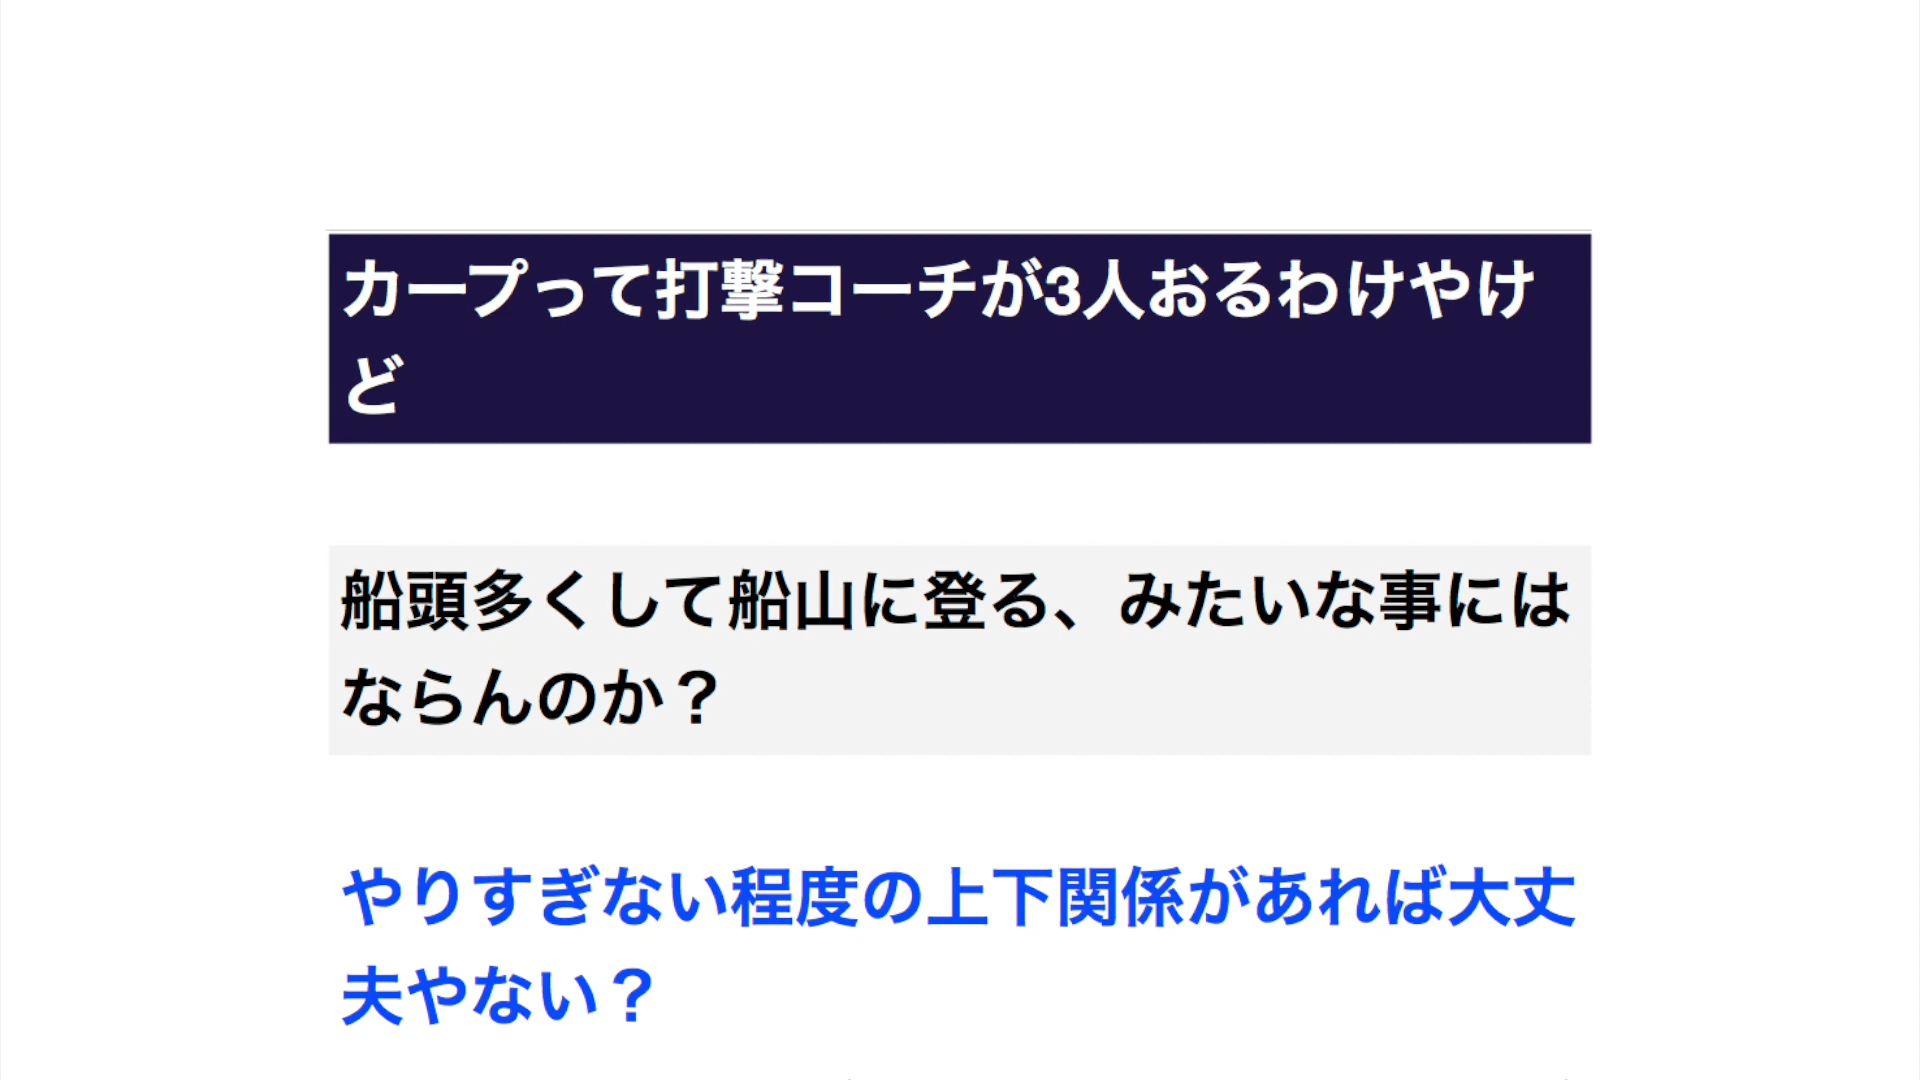 カープって打撃コーチが3人おるわけやけ
ど
船頭多くして船山に登る、みたいな事には
ならんのか？
やりすぎない程度の上下関係があれば大丈
夫やない？